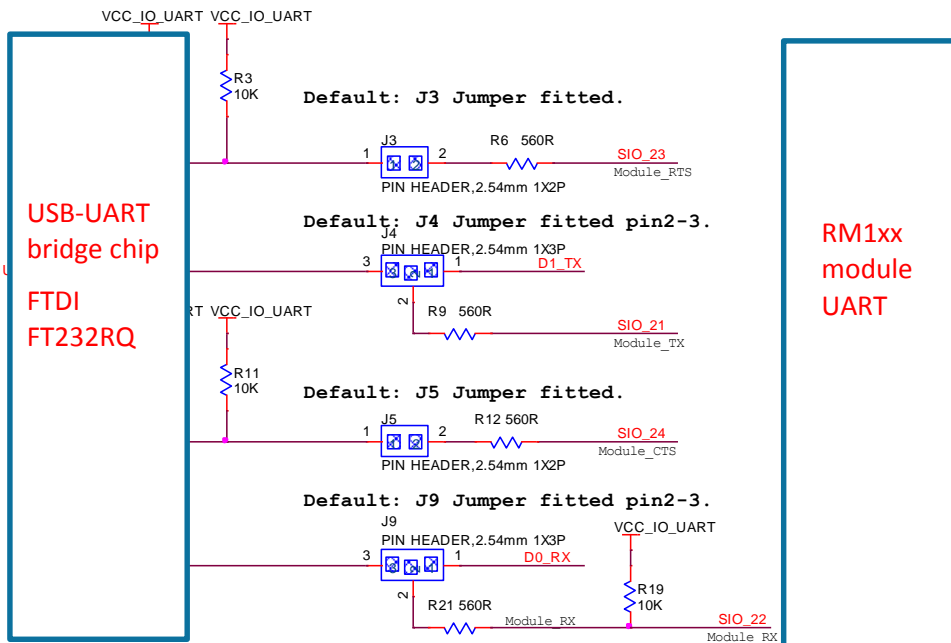 VCC_IO_UART VCC_IO_UART
R3
10K
Default: J3 Jumper fitted.
J3
1 2
R6 560R
SIO_23
Module_RTS
PIN HEADER,2.54mm 1X2P
USB-UART
bridge chip
FTDI
FT232RQ
Default: J4 Jumper fitted pin2-3.
J4
PIN HEADER,2.54mm 1X3P
3 1
D1_TX
2
R9 560R
SIO_21
Module_TX
RM1xx
module
UART
RT VCC_IO_UART
R11
10K
Default: J5 Jumper fitted.
J5
1 2
R12 560R
SIO_24
Module_CTS
PIN HEADER,2.54mm 1X2P
Default: J9 Jumper fitted pin2-3.
J9
PIN HEADER,2.54mm 1X3P
3 1
D0_RX
2
R21 560R
Module_RX
VCC_IO_UART
R19
10K
SIO_22
Module_RX